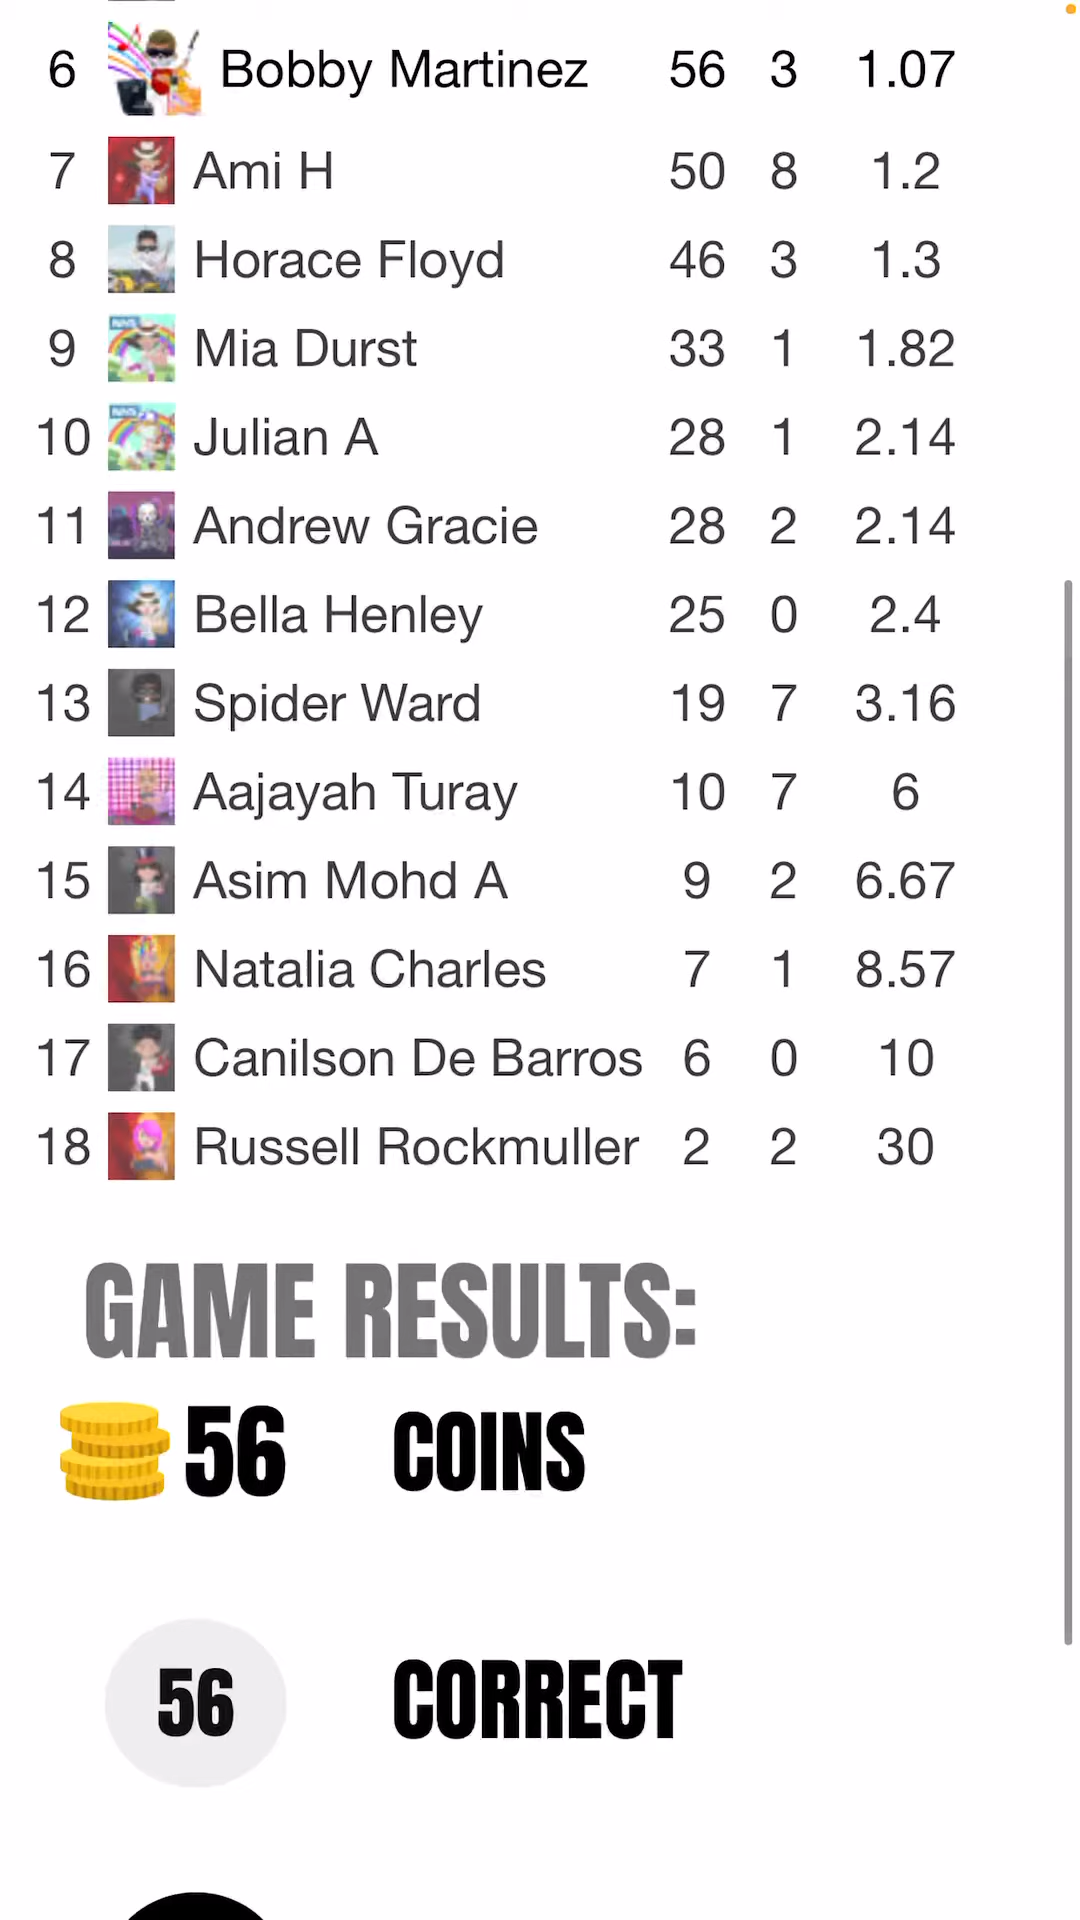 6 Bobby Martinez 56 3 1.07
7 Ami H 50 8 1.2
8 Horace Floyd 46 3 1.3
9 Mia Durst 33 1 1.82
10 Julian A 28 1 2.14
11 Andrew Gracie 28 2 2.14
12 Bella Henley 25 0 2.4
13 Spider Ward 19 7 3.16
14 Aajayah Turay 10 7 6
15 Asim Mohd A 9 2 6.67
16 Natalia Charles 7 1 8.57
17 Canilson De Barros 6 0 10
18 Russell Rockmuller 2 2 30
GAME RESULTS:
56 COINS
56 CORRECT